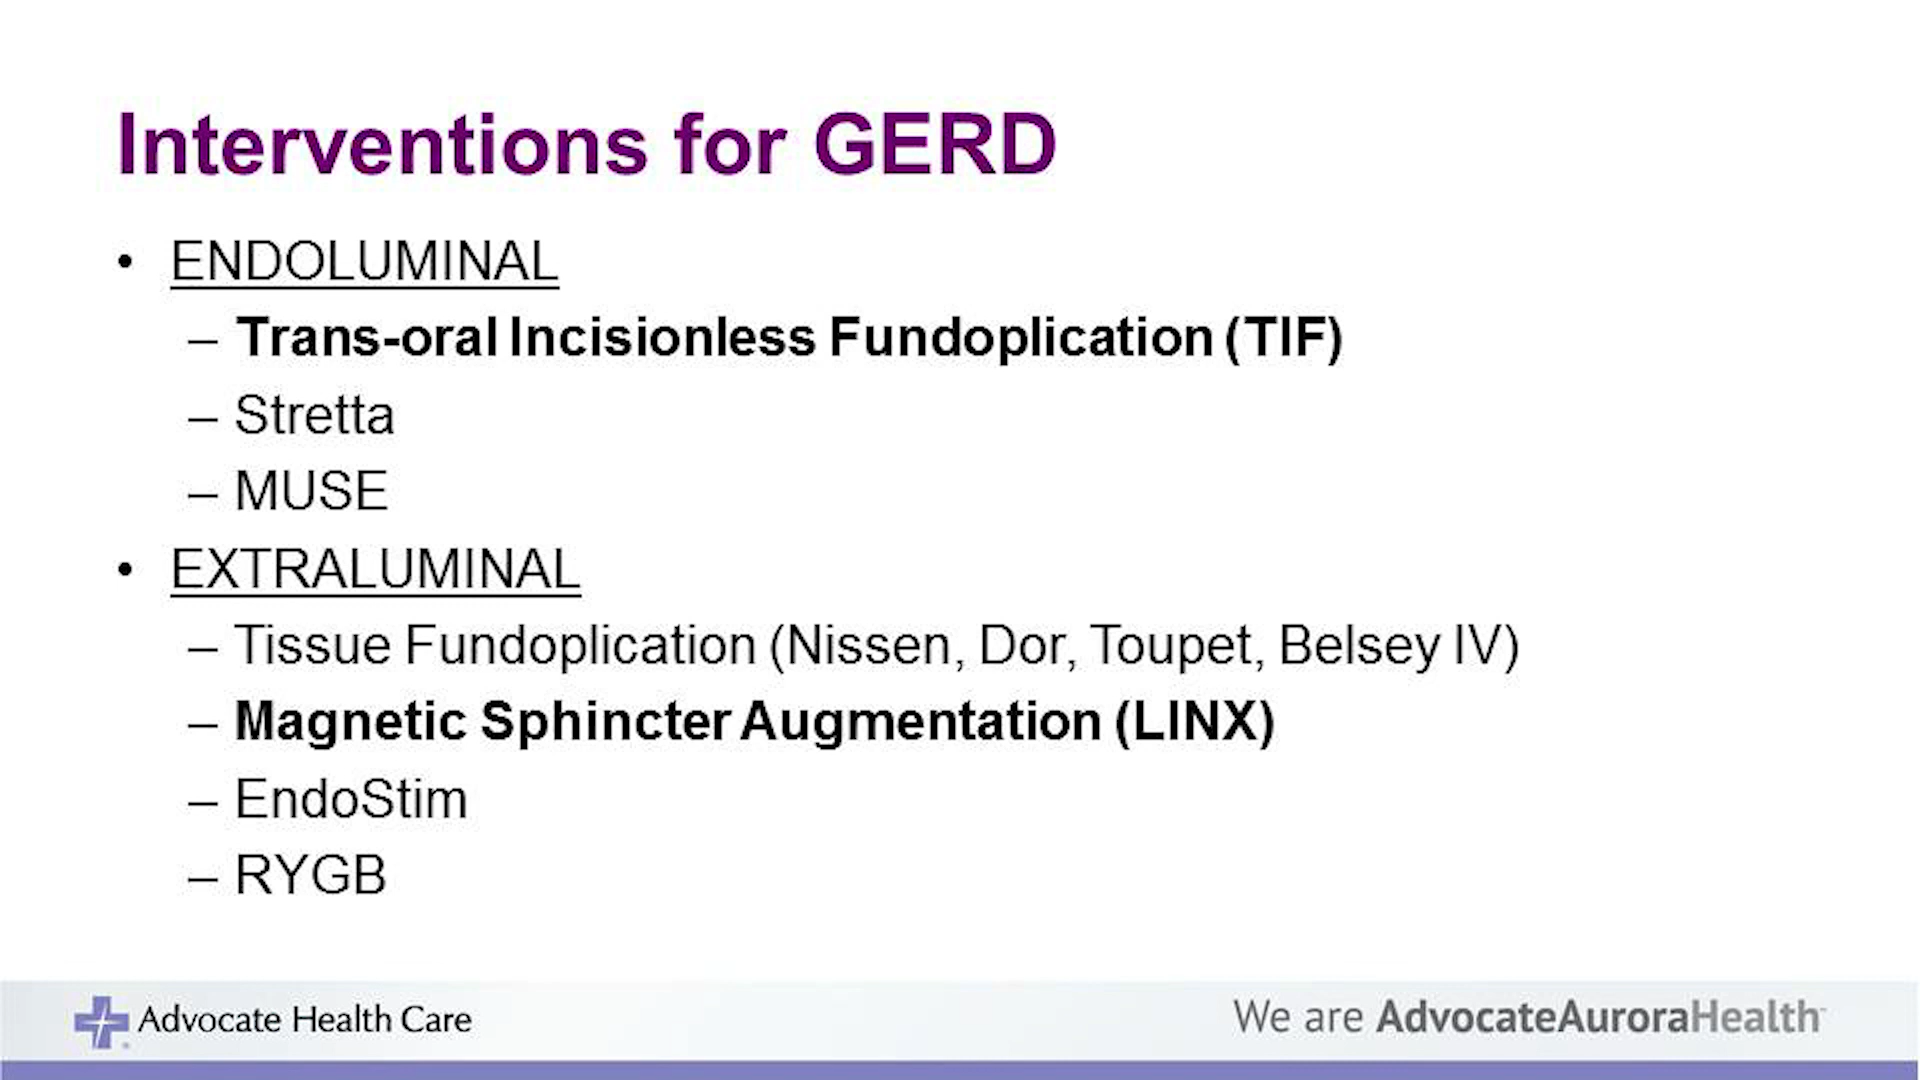 Interventions for GERD
• ENDOLUMINAL
– Trans-oral Incisionless Fundoplication (TIF)
– Stretta
– MUSE
• EXTRALUMINAL
– Tissue Fundoplication (Nissen, Dor, Toupet, Belsey IV)
– Magnetic Sphincter Augmentation (LINX)
– EndoStim
– RYGB
Advocate Health Care
We are AdvocateAuroraHealth